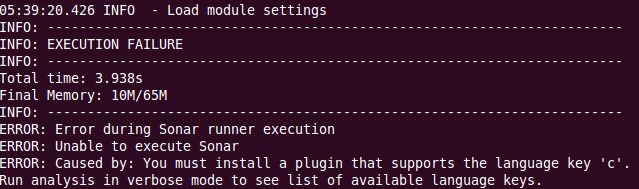 05:39:20.426 INFO  - Load module settings
INFO: ------------------------------------------------------------------------
INFO: EXECUTION FAILURE
INFO: ------------------------------------------------------------------------
Total time: 3.938s
Final Memory: 10M/65M
INFO: ------------------------------------------------------------------------
ERROR: Error during Sonar runner execution
ERROR: Unable to execute Sonar
ERROR: Caused by: You must install a plugin that supports the language key 'c'.
Run analysis in verbose mode to see list of available language keys.